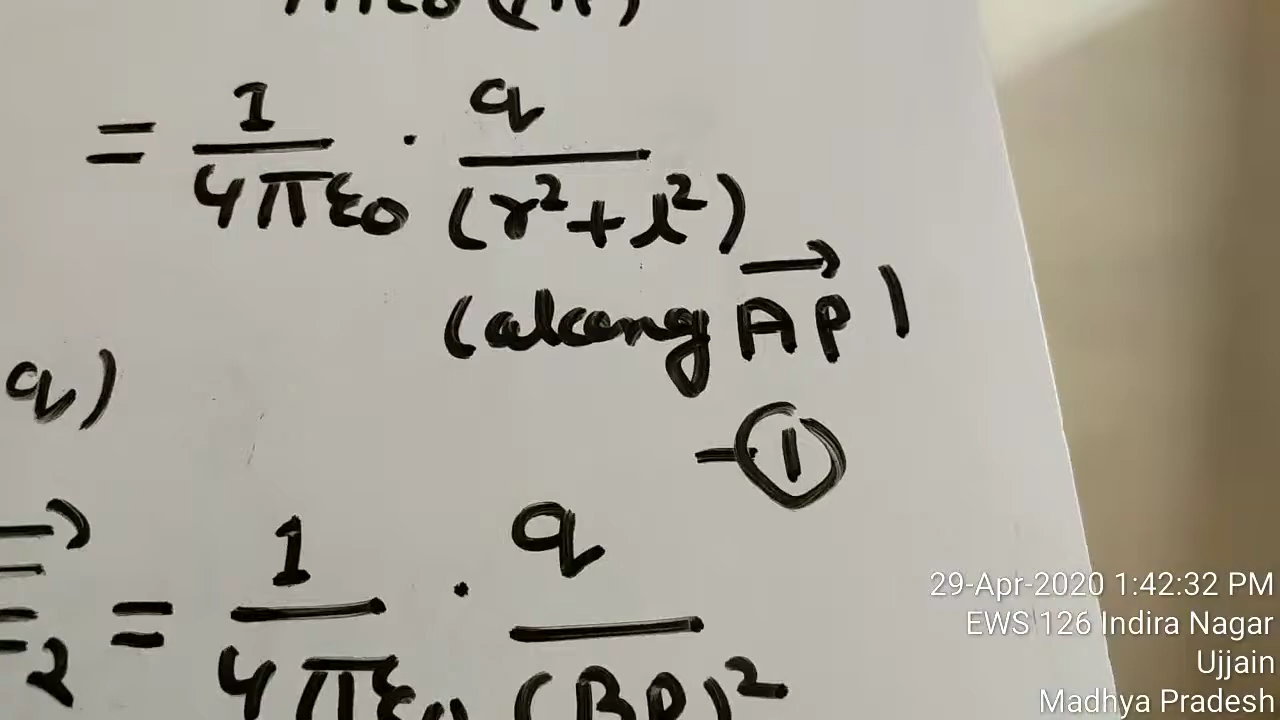 = 1/4πε0 · q/(r²+l²)
(along AP→)
q)
-①
E→2 = 1/4πε0 · q/(BP)²
29-Apr-2020 1:42:32 PM
EWS 126 Indira Nagar
Ujjain
Madhya Pradesh